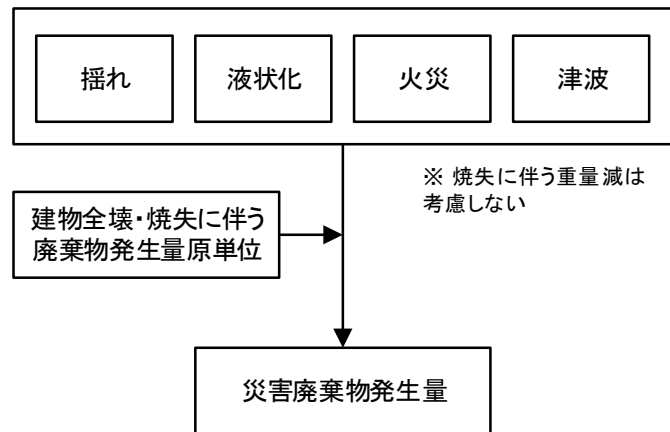 揺れ
液状化
火災
津波
※ 焼失に伴う重量減は
考慮しない
建物全壊・焼失に伴う
廃棄物発生量原単位
災害廃棄物発生量